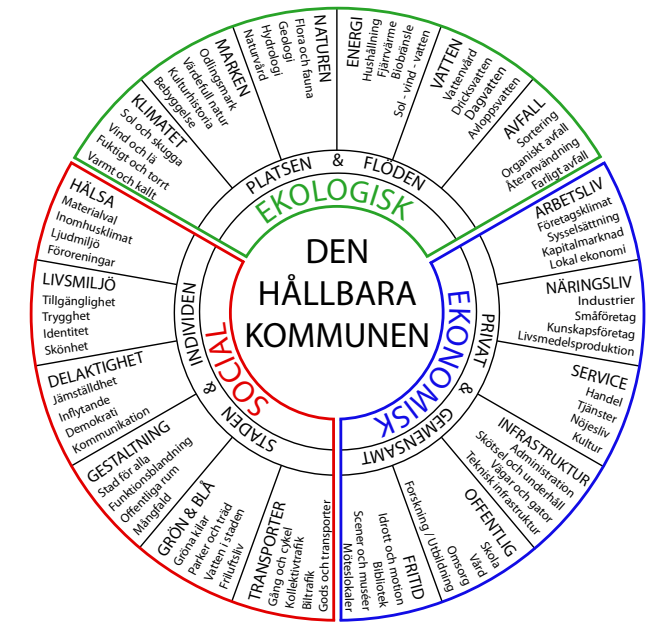 DEN
HÅLLBARA
KOMMUNEN
EKOLOGISK
PLATSEN & FLÖDEN
KLIMATET
Sol och skugga
Vind och lä
Fuktigt och torrt
Varmt och kallt
MARKEN
Odlingsmark
Värdefull natur
Kulturhistoria
Bebyggelse
NATUREN
Flora och fauna
Geologi
Hydrologi
Naturvård
ENERGI
Hushållning
Fjärvärme
Biobränsle
Sol - vind - vatten
VATTEN
Vattenvård
Dricksvatten
Dagvatten
Avloppsvatten
AVFALL
Sortering
Organiskt avfall
Återanvändning
Farligt avfall
EKONOMISK
PRIVAT & GEMENSAMT
ARBETSLIV
Företagsklimat
Sysselsättning
Kapitalmarknad
Lokal ekonomi
NÄRINGSLIV
Industrier
Småföretag
Kunskapsföretag
Livsmedelsproduktion
SERVICE
Handel
Tjänster
Nöjesliv
Kultur
INFRASTRUKTUR
Administration
Skötsel och underhåll
Vägar och gator
Teknisk infrastruktur
OFFENTLIG
Skola
Vård
Omsorg
Forskning / Utbildning
FRITID
Idrott och motion
Bibliotek
Scener och muséer
Möteslokaler
SOCIAL
STADEN & INDIVIDEN
TRANSPORTER
Gång och cykel
Kollektivtrafik
Biltrafik
Gods och transporter
GRÖN & BLÅ
Gröna kilar
Parker och träd
Vatten i staden
Friluftsliv
GESTALTNING
Stad för alla
Funktionsblandning
Offentliga rum
Mångfald
DELAKTIGHET
Jämställdhet
Inflytande
Demokrati
Kommunikation
LIVSMILJÖ
Tillgänglighet
Trygghet
Identitet
Skönhet
HÄLSA
Materialval
Inomhusklimat
Ljudmiljö
Föroreningar